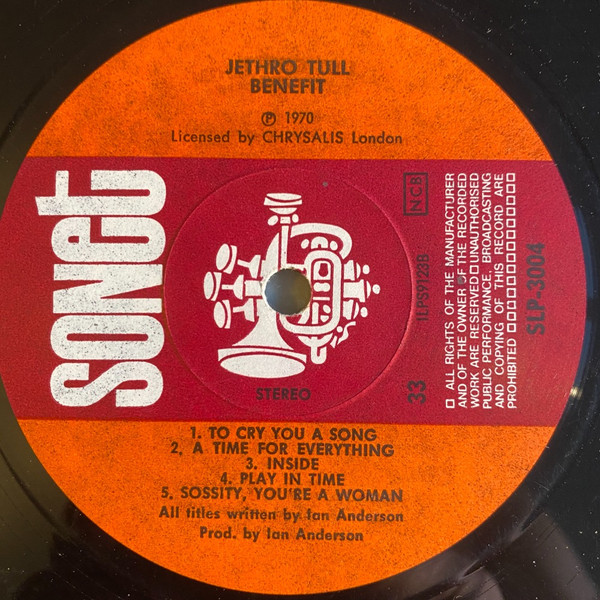 JETHRO TULL
BENEFIT
℗ 1970
Licensed by CHRYSALIS London
SONET
NCB
ILPS9123B
33
□ ALL RIGHTS OF THE MANUFACTURER
AND OF THE OWNER OF THE RECORDED
WORK ARE RESERVED □ UNAUTHORISED
PUBLIC PERFORMANCE, BROADCASTING
AND COPYING OF THIS RECORD ARE
PROHIBITED □□□□□□□□□□□
SLP-3004
STEREO
1. TO CRY YOU A SONG
2, A TIME FOR EVERYTHING
3. INSIDE
4. PLAY IN TIME
5. SOSSITY, YOU'RE A WOMAN
All titles written by Ian Anderson
Prod. by Ian Anderson